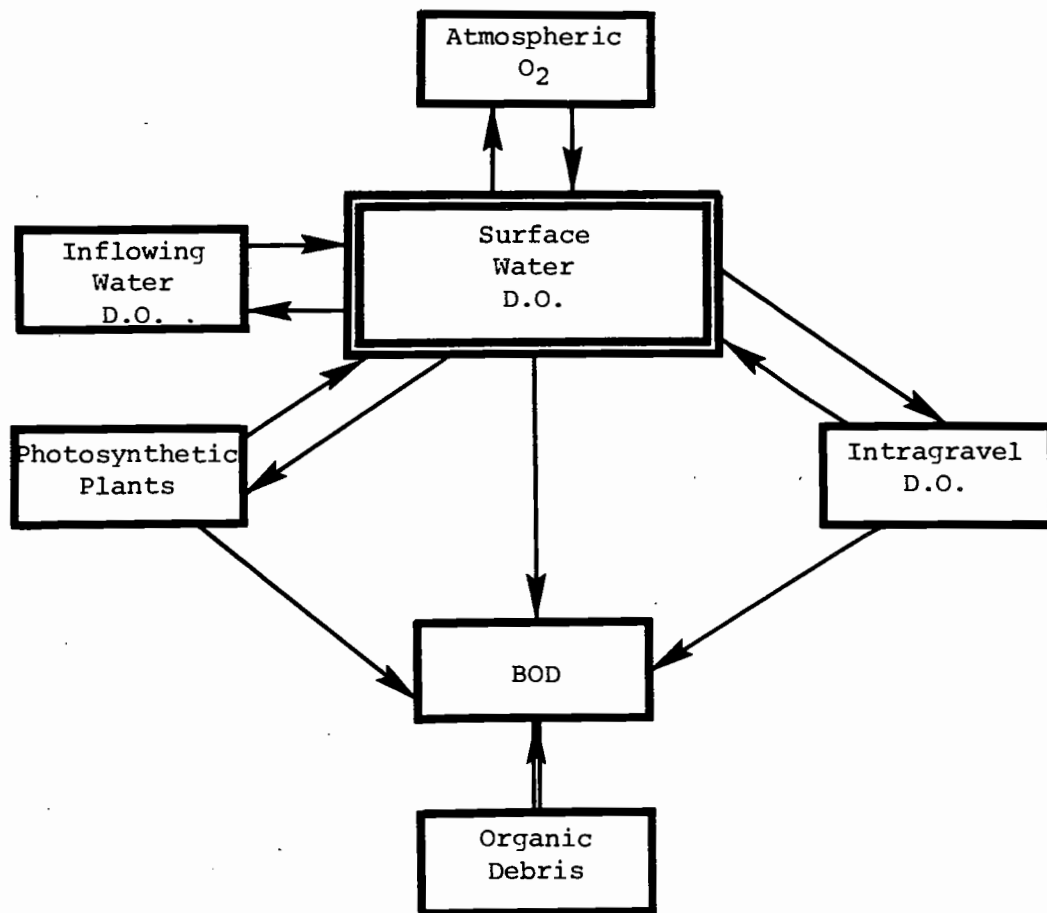 Atmospheric
O2
Surface
Water
D.O.
Inflowing
Water
D.O.
Photosynthetic
Plants
Intragravel
D.O.
BOD
Organic
Debris